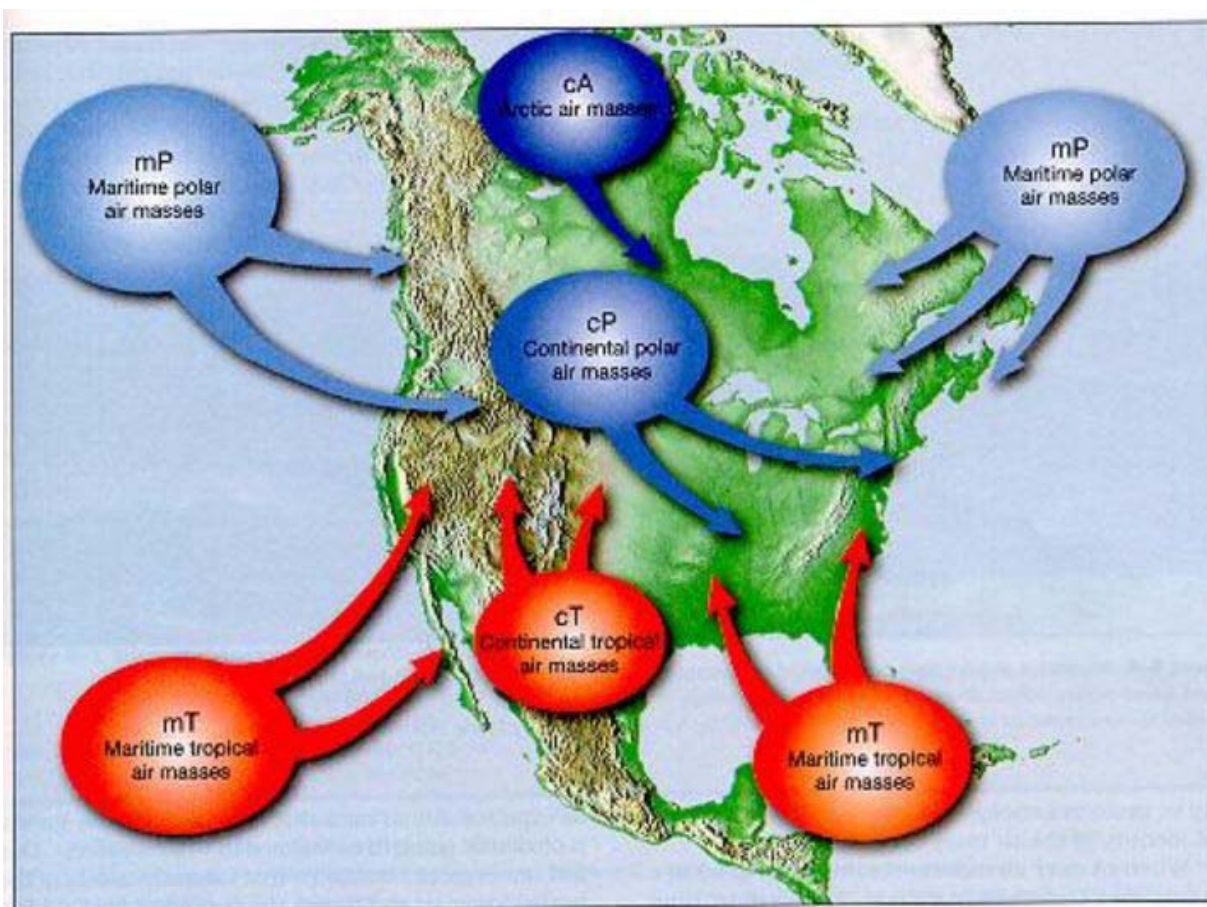 cA
Arctic air masses
mP
Maritime polar
air masses
mP
Maritime polar
air masses
cP
Continental polar
air masses
cT
Continental tropical
air masses
mT
Maritime tropical
air masses
mT
Maritime tropical
air masses